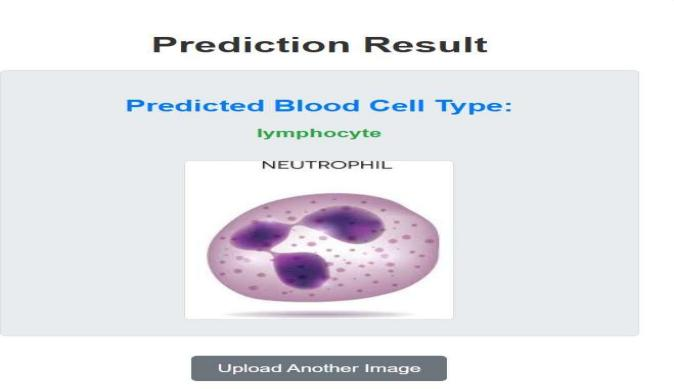 Prediction Result
Predicted Blood Cell Type:
lymphocyte
NEUTROPHIL
Upload Another Image